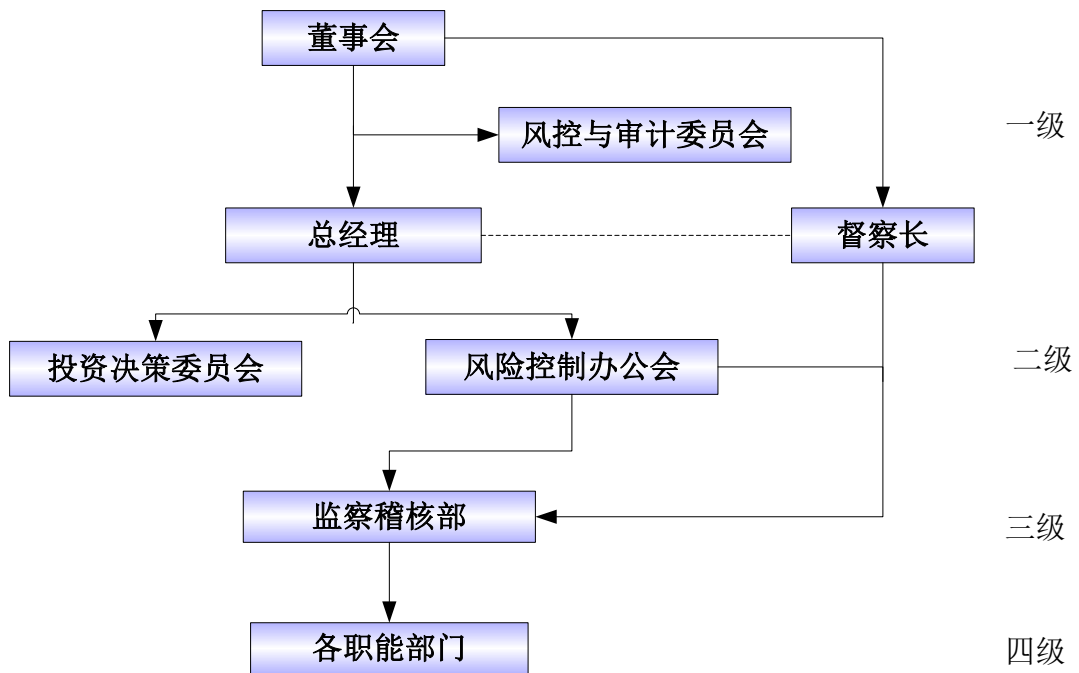 董事会
风控与审计委员会
一级
总经理
督察长
投资决策委员会
风险控制办公会
二级
监察稽核部
三级
各职能部门
四级